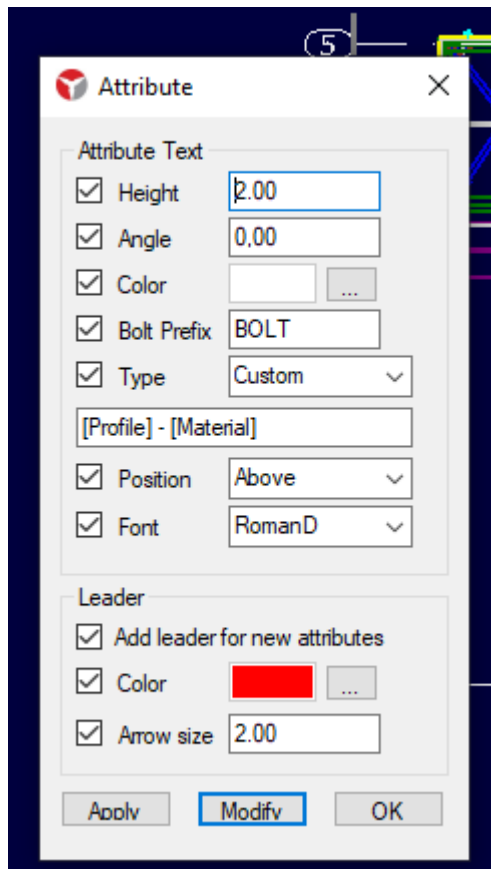 5
Attribute
Attribute Text
Height 2.00
Angle 0,00
Color ...
Bolt Prefix BOLT
Type Custom
[Profile] - [Material]
Position Above
Font RomanD
Leader
Add leader for new attributes
Color ...
Arrow size 2.00
Apply Modify OK